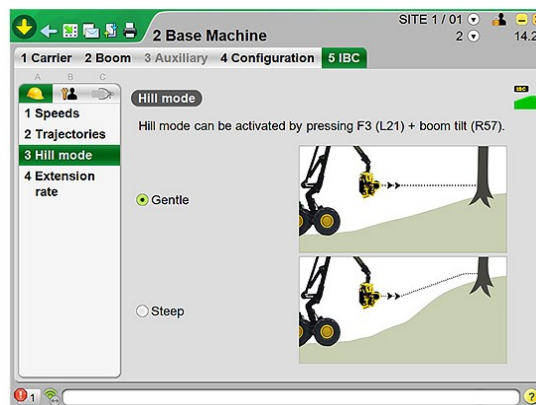 SITE 1 / 01
2 Base Machine
2
14.2
1 Carrier 2 Boom 3 Auxiliary 4 Configuration 5 IBC
A B C
Hill mode
IBC
1 Speeds
2 Trajectories
3 Hill mode
4 Extension
rate
Hill mode can be activated by pressing F3 (L21) + boom tilt (R57).
Gentle
Steep
1
?